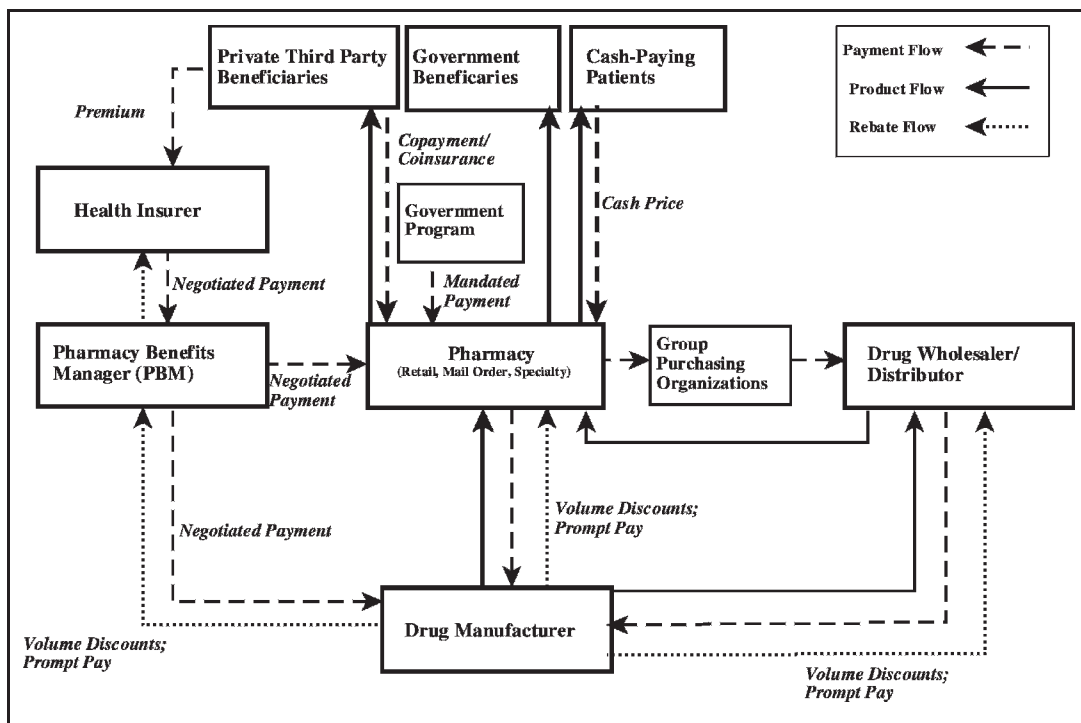 Private Third Party
Beneficiaries
Government
Beneficaries
Cash-Paying
Patients
Payment Flow
Product Flow
Rebate Flow
Premium
Copayment/
Coinsurance
Health Insurer
Government
Program
Cash Price
Negotiated Payment
Mandated
Payment
Pharmacy Benefits
Manager (PBM)
Negotiated
Payment
Pharmacy
(Retail, Mail Order, Specialty)
Group
Purchasing
Organizations
Drug Wholesaler/
Distributor
Negotiated Payment
Volume Discounts;
Prompt Pay
Drug Manufacturer
Volume Discounts;
Prompt Pay
Volume Discounts;
Prompt Pay